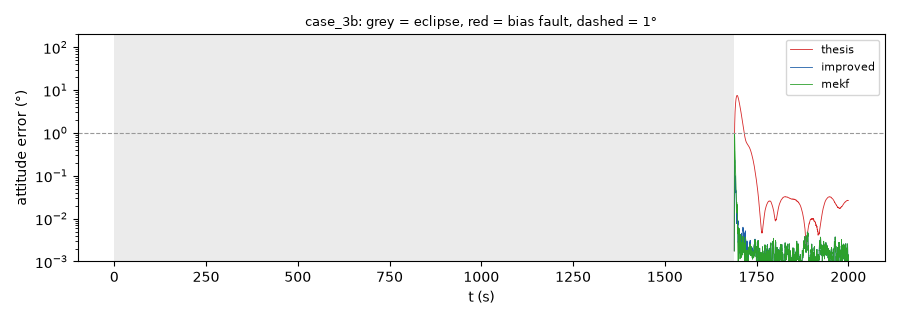 case_3b: grey = eclipse, red = bias fault, dashed = 1°
attitude error (°)
10²
10¹
10⁰
10⁻¹
10⁻²
10⁻³
thesis
improved
mekf
0 250 500 750 1000 1250 1500 1750 2000
t (s)